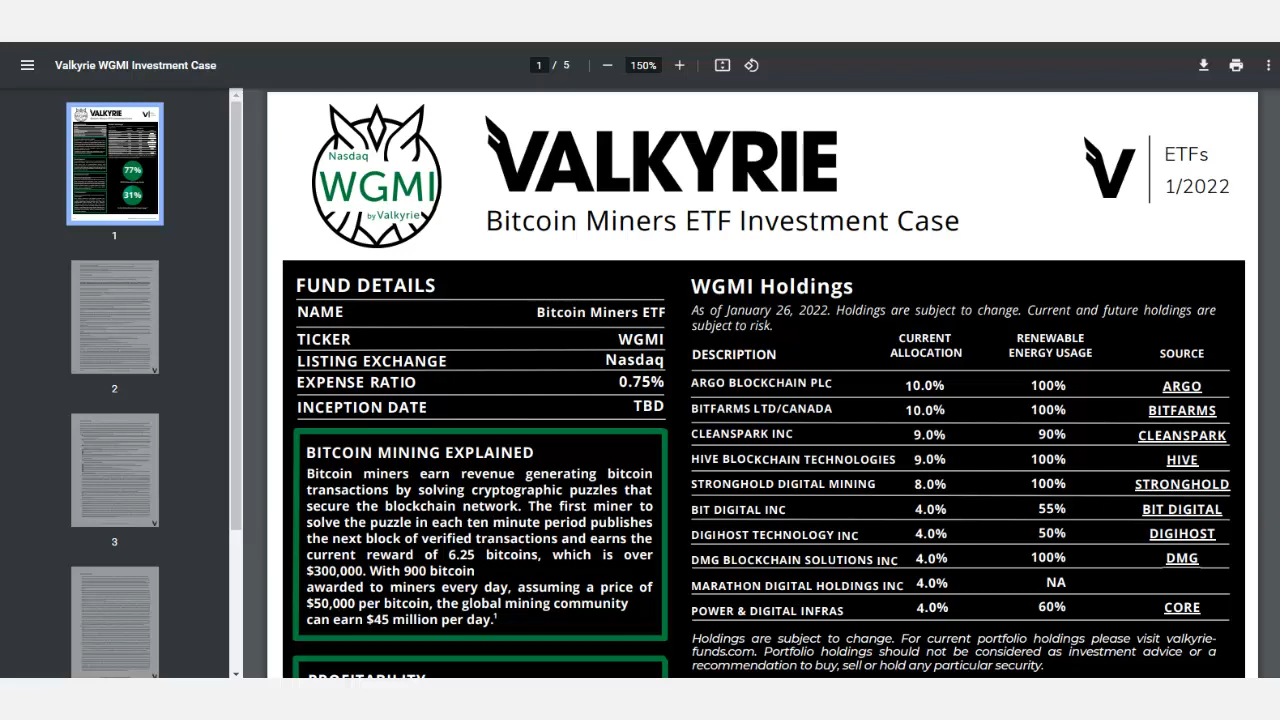 Valkyrie WGMI Investment Case
1 / 5
150%
77%
31%
1
2
3
Nasdaq
WGMI
by Valkyrie
VALKYRIE
Bitcoin Miners ETF Investment Case
V
ETFs
1/2022
FUND DETAILS
NAME Bitcoin Miners ETF
TICKER WGMI
LISTING EXCHANGE Nasdaq
EXPENSE RATIO 0.75%
INCEPTION DATE TBD
BITCOIN MINING EXPLAINED
Bitcoin miners earn revenue generating bitcoin
transactions by solving cryptographic puzzles that
secure the blockchain network. The first miner to
solve the puzzle in each ten minute period publishes
the next block of verified transactions and earns the
current reward of 6.25 bitcoins, which is over
$300,000. With 900 bitcoin
awarded to miners every day, assuming a price of
$50,000 per bitcoin, the global mining community
can earn $45 million per day.¹
PROFITABILITY
WGMI Holdings
As of January 26, 2022. Holdings are subject to change. Current and future holdings are
subject to risk.
DESCRIPTION CURRENT ALLOCATION RENEWABLE ENERGY USAGE SOURCE
ARGO BLOCKCHAIN PLC 10.0% 100% ARGO
BITFARMS LTD/CANADA 10.0% 100% BITFARMS
CLEANSPARK INC 9.0% 90% CLEANSPARK
HIVE BLOCKCHAIN TECHNOLOGIES 9.0% 100% HIVE
STRONGHOLD DIGITAL MINING 8.0% 100% STRONGHOLD
BIT DIGITAL INC 4.0% 55% BIT DIGITAL
DIGIHOST TECHNOLOGY INC 4.0% 50% DIGIHOST
DMG BLOCKCHAIN SOLUTIONS INC 4.0% 100% DMG
MARATHON DIGITAL HOLDINGS INC 4.0% NA
POWER & DIGITAL INFRAS 4.0% 60% CORE
Holdings are subject to change. For current portfolio holdings please visit valkyrie-
funds.com. Portfolio holdings should not be considered as investment advice or a
recommendation to buy, sell or hold any particular security.